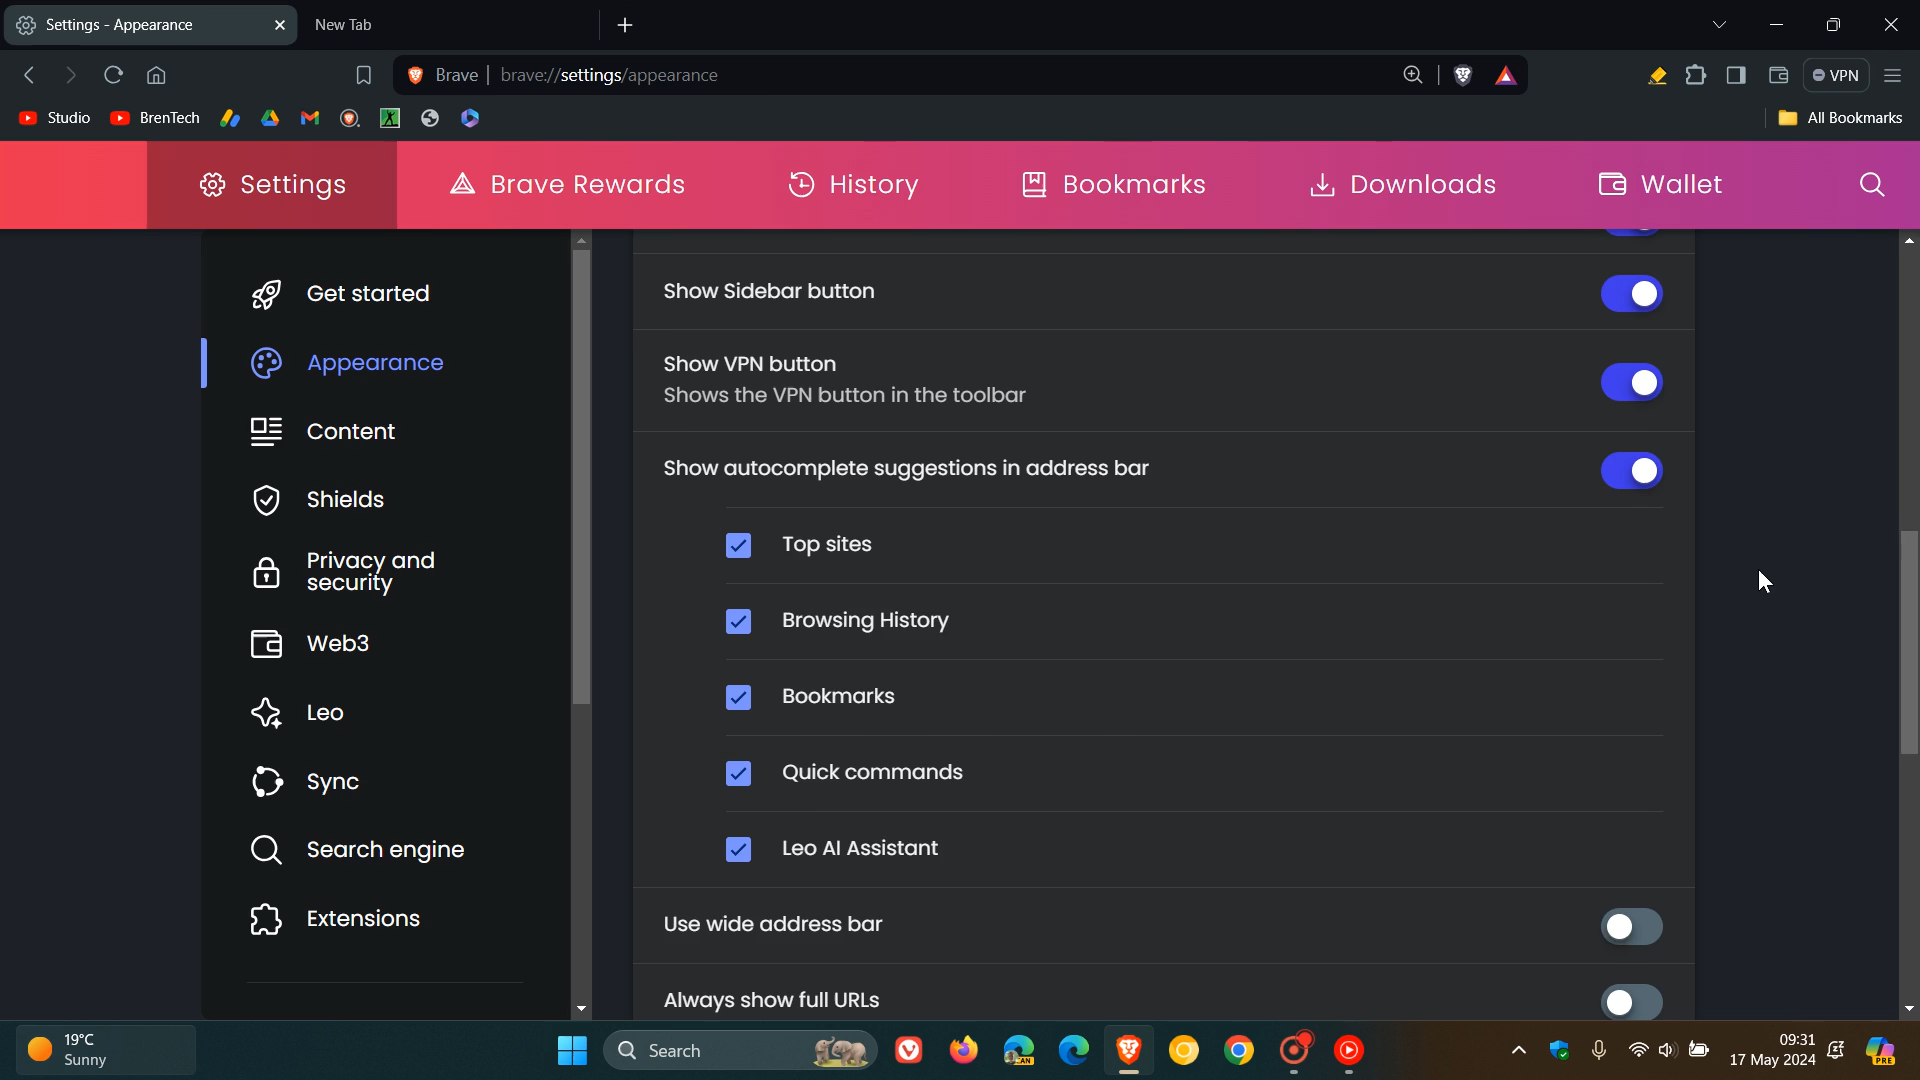 Settings - Appearance
New Tab
Brave
brave://settings/appearance
VPN
Studio
BrenTech
All Bookmarks
Settings
Brave Rewards
History
Bookmarks
Downloads
Wallet
Get started
Appearance
Content
Shields
Privacy and
security
Web3
Leo
Sync
Search engine
Extensions
Show Sidebar button
Show VPN button
Shows the VPN button in the toolbar
Show autocomplete suggestions in address bar
Top sites
Browsing History
Bookmarks
Quick commands
Leo AI Assistant
Use wide address bar
Always show full URLs
19°C
Sunny
Search
CAN
09:31
17 May 2024
PRE